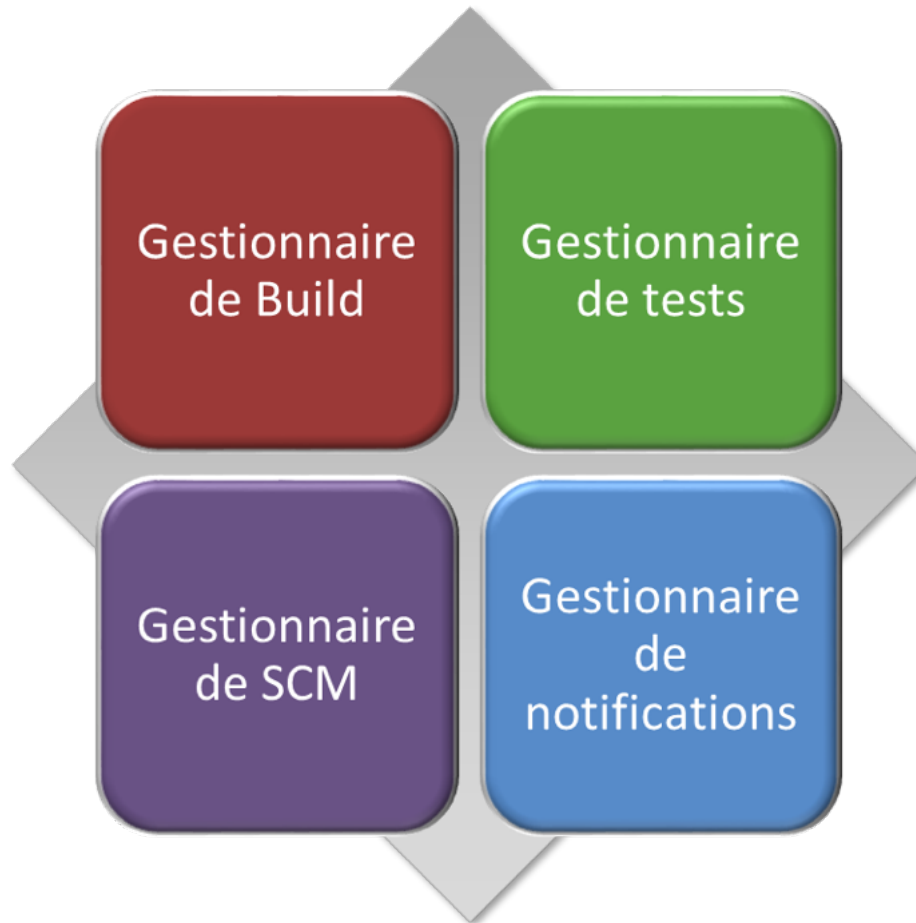 Gestionnaire
de Build
Gestionnaire
de tests
Gestionnaire
de SCM
Gestionnaire
de
notifications